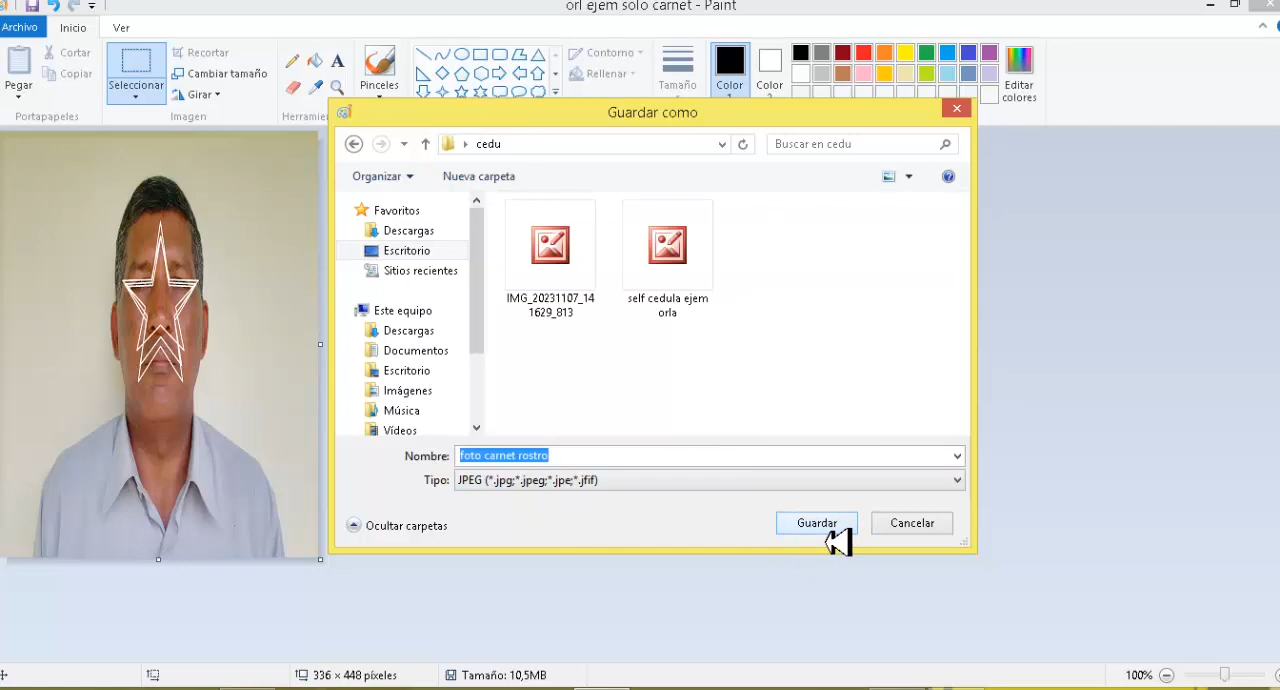 orl ejem solo carnet - Paint
Archivo Inicio Ver
Pegar
Cortar
Copiar
Portapapeles
Seleccionar
Recortar
Cambiar tamaño
Girar
Imagen
A
Herramie
Pinceles
Contorno
Rellenar
Tamaño
Color
1
Color
2
Editar
colores
Guardar como
cedu
Buscar en cedu
Organizar
Nueva carpeta
Favoritos
Descargas
Escritorio
Sitios recientes
Este equipo
Descargas
Documentos
Escritorio
Imágenes
Música
Vídeos
IMG_20231107_14
1629_813
self cedula ejem
orla
Nombre: foto carnet rostro
Tipo: JPEG (*.jpg;*.jpeg;*.jpe;*.jfif)
Ocultar carpetas
Guardar
Cancelar
336 × 448 píxeles
Tamaño: 10,5MB
100%